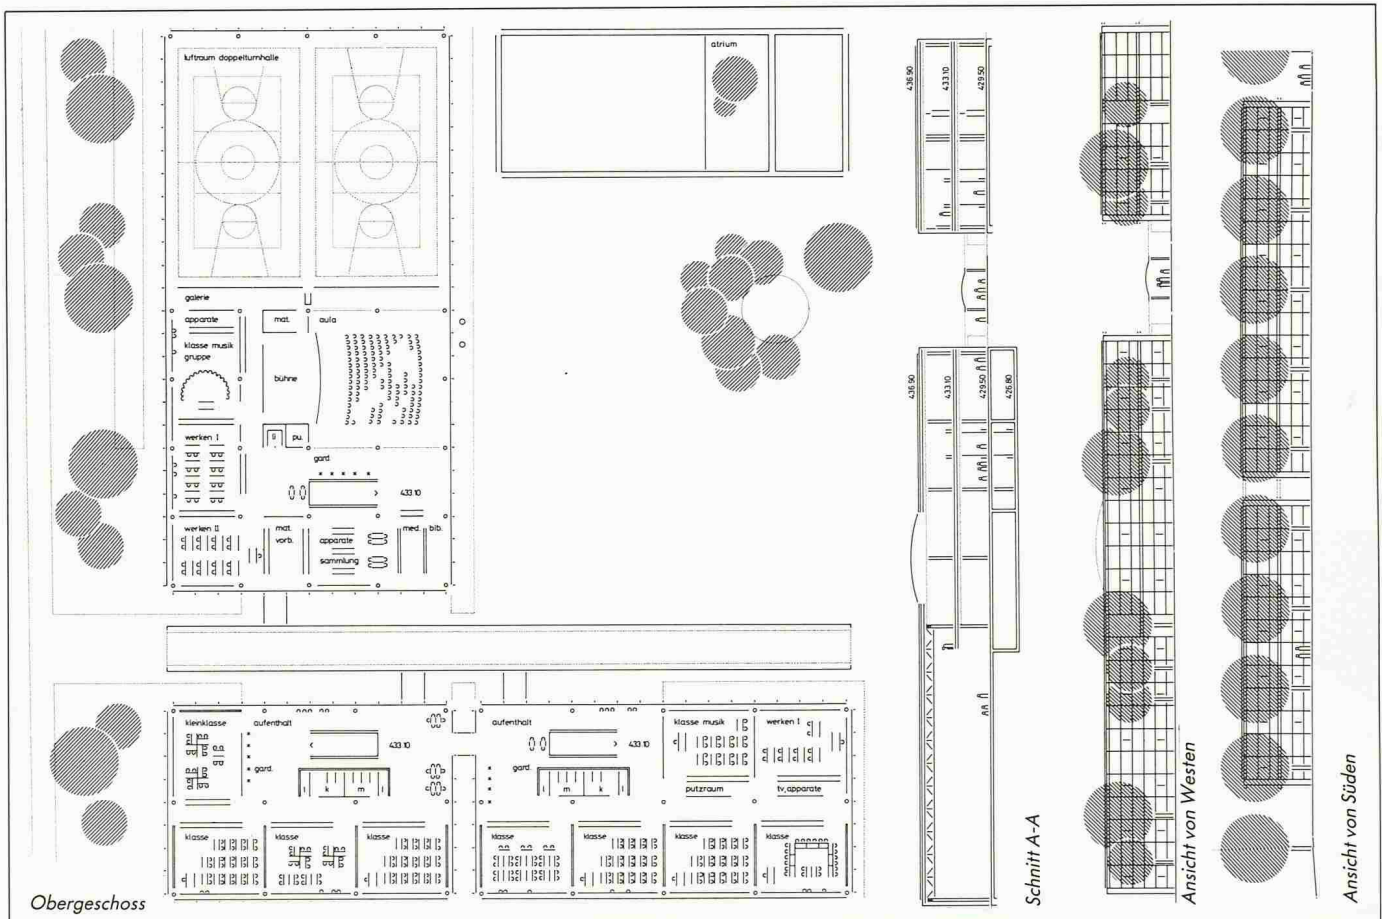 luftraum doppelturnhalle
atrium
galerie
apparate
mat.
aula
klasse musik
gruppe
bühne
pu.
werken I
gard.
433.10
werken II
mat.
vorb.
apparate
sammlung
med.
bib.
kleinklasse
aufenthalt
433.10
gard.
l k m l
aufenthalt
433.10
gard.
l m k l
klasse musik
werken I
putzraum
tv, apparate
klasse
klasse
klasse
klasse
klasse
klasse
klasse
Obergeschoss
436.90
433.10
429.50
436.90
433.10
429.50
426.80
Schnitt A-A
Ansicht von Westen
Ansicht von Süden